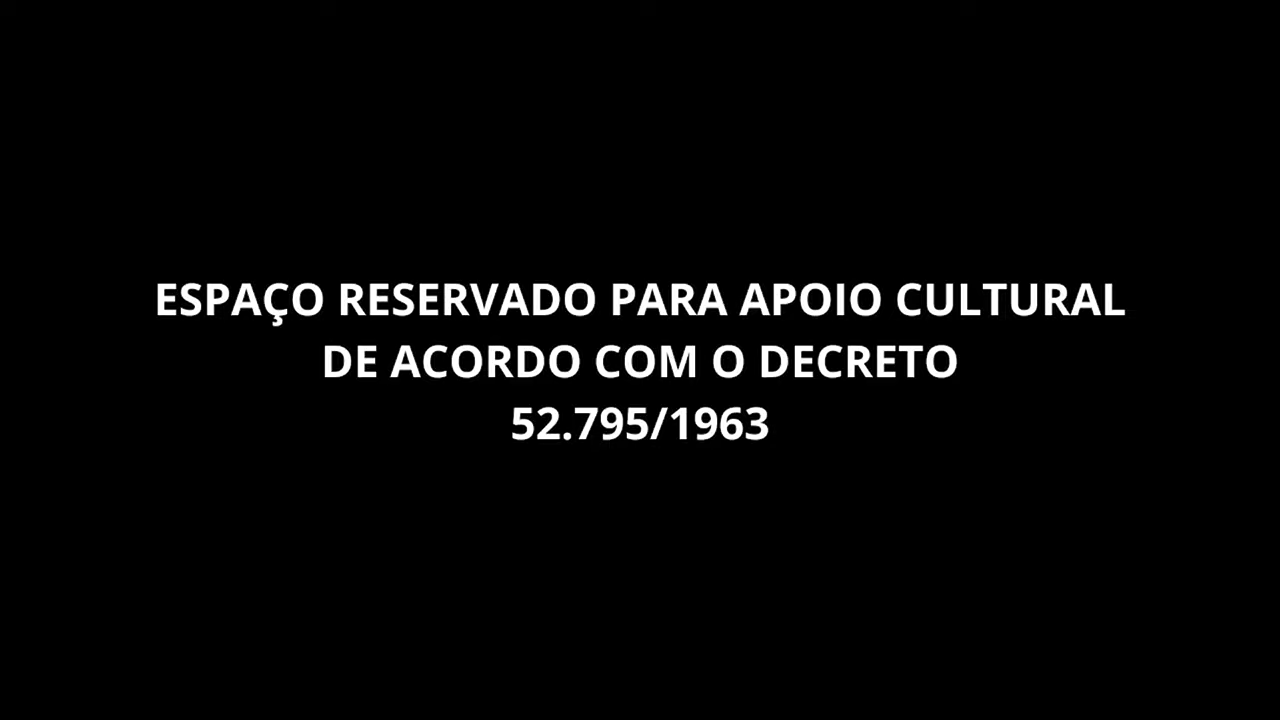 ESPAÇO RESERVADO PARA APOIO CULTURAL
DE ACORDO COM O DECRETO
52.795/1963